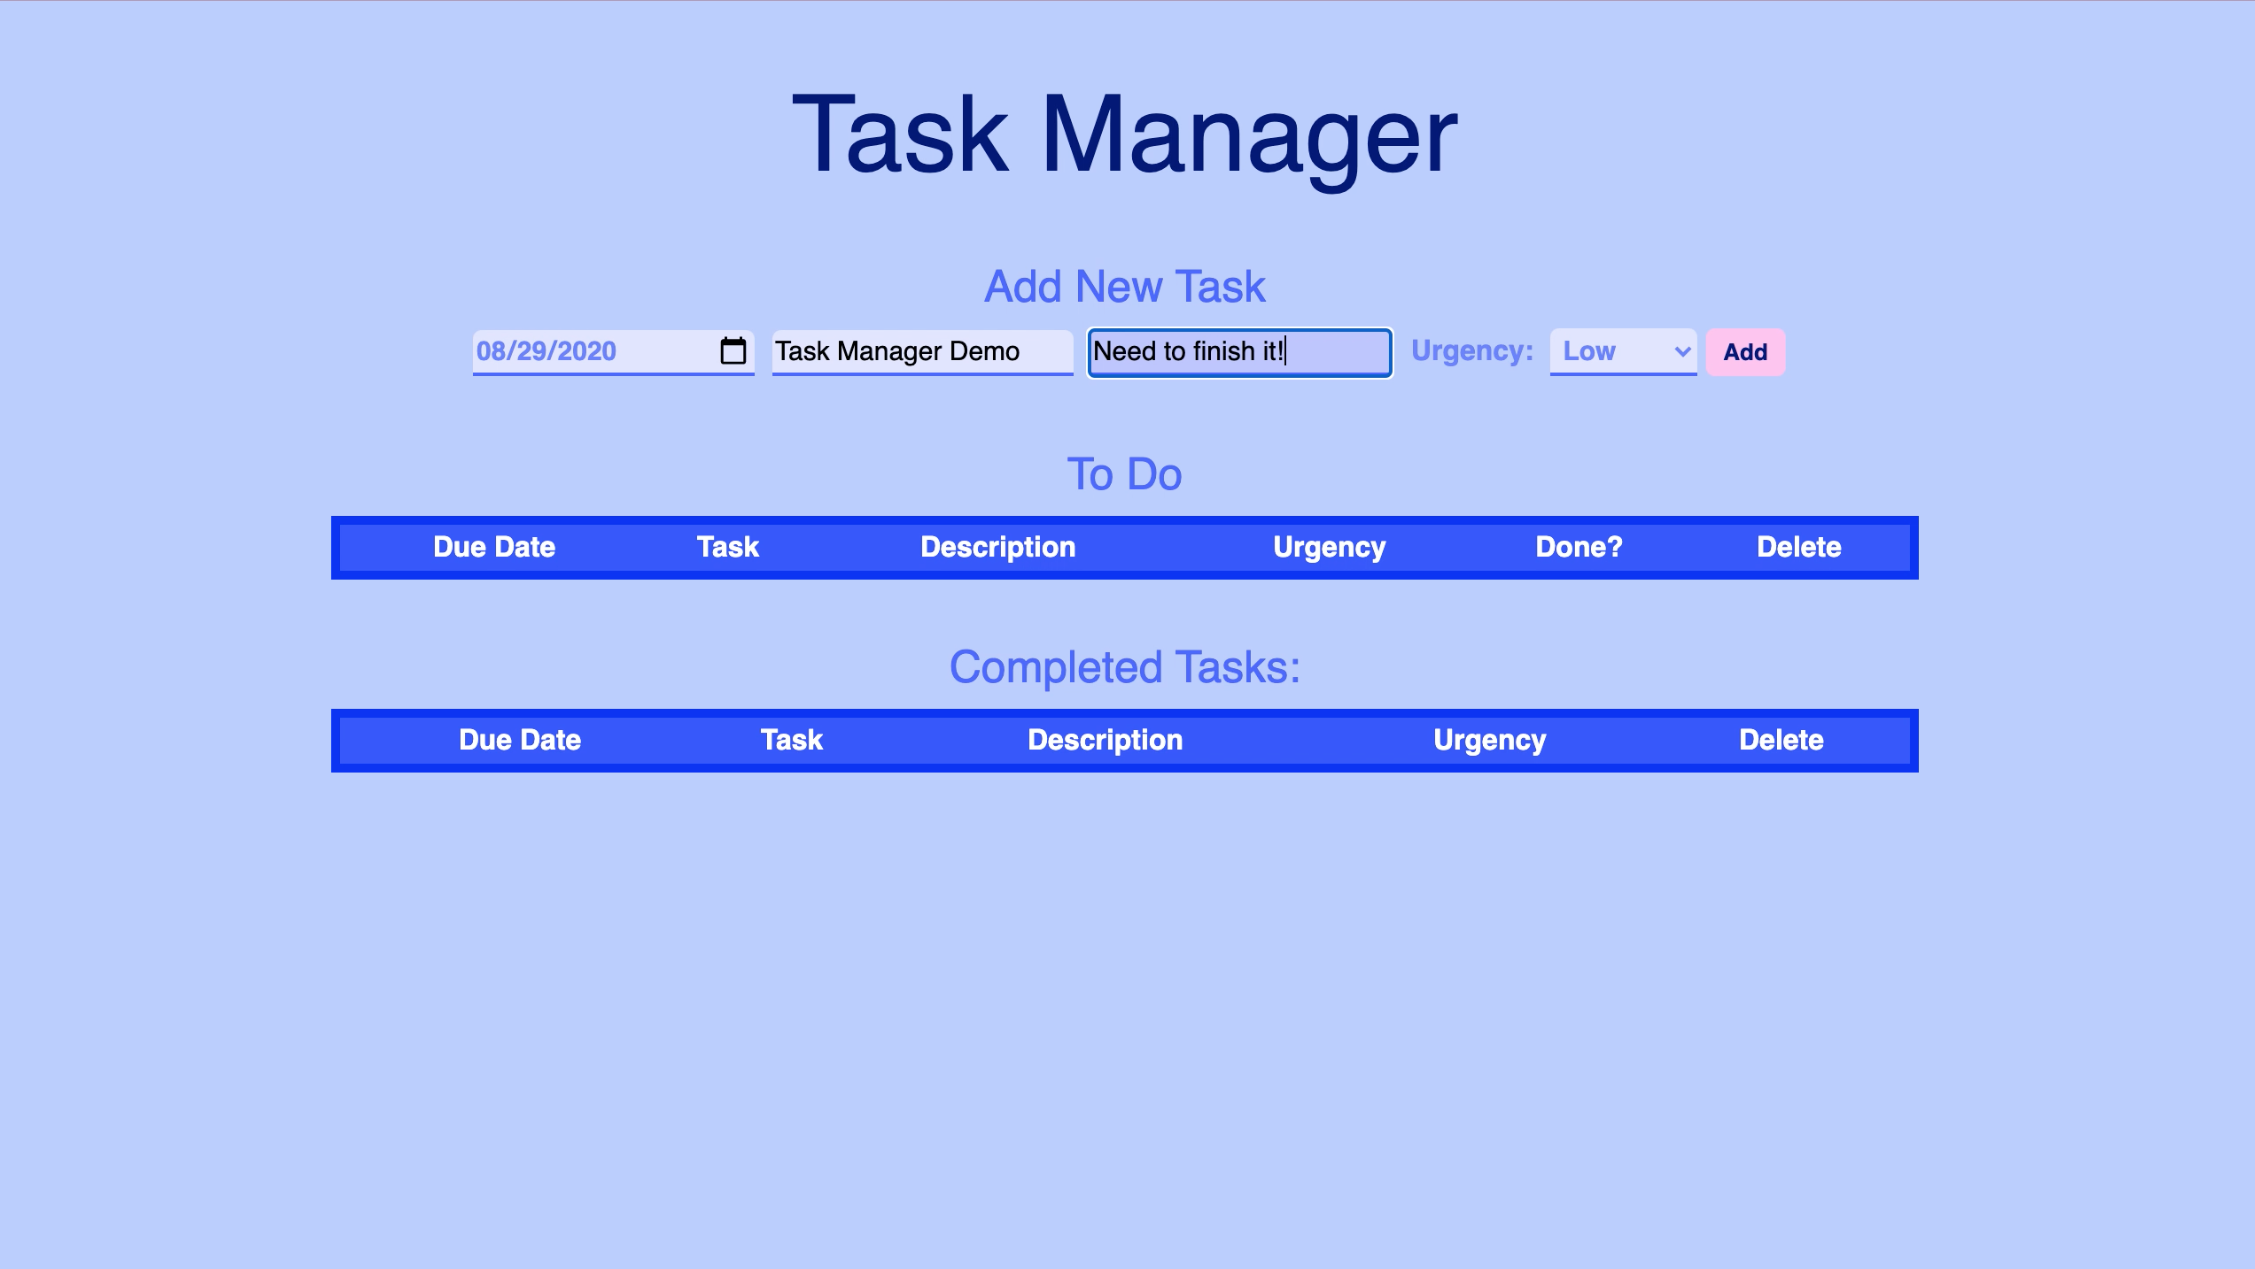 Task Manager
Add New Task
08/29/2020 Task Manager Demo Need to finish it! Urgency: Low Add
To Do
Due Date Task Description Urgency Done? Delete
Completed Tasks:
Due Date Task Description Urgency Delete